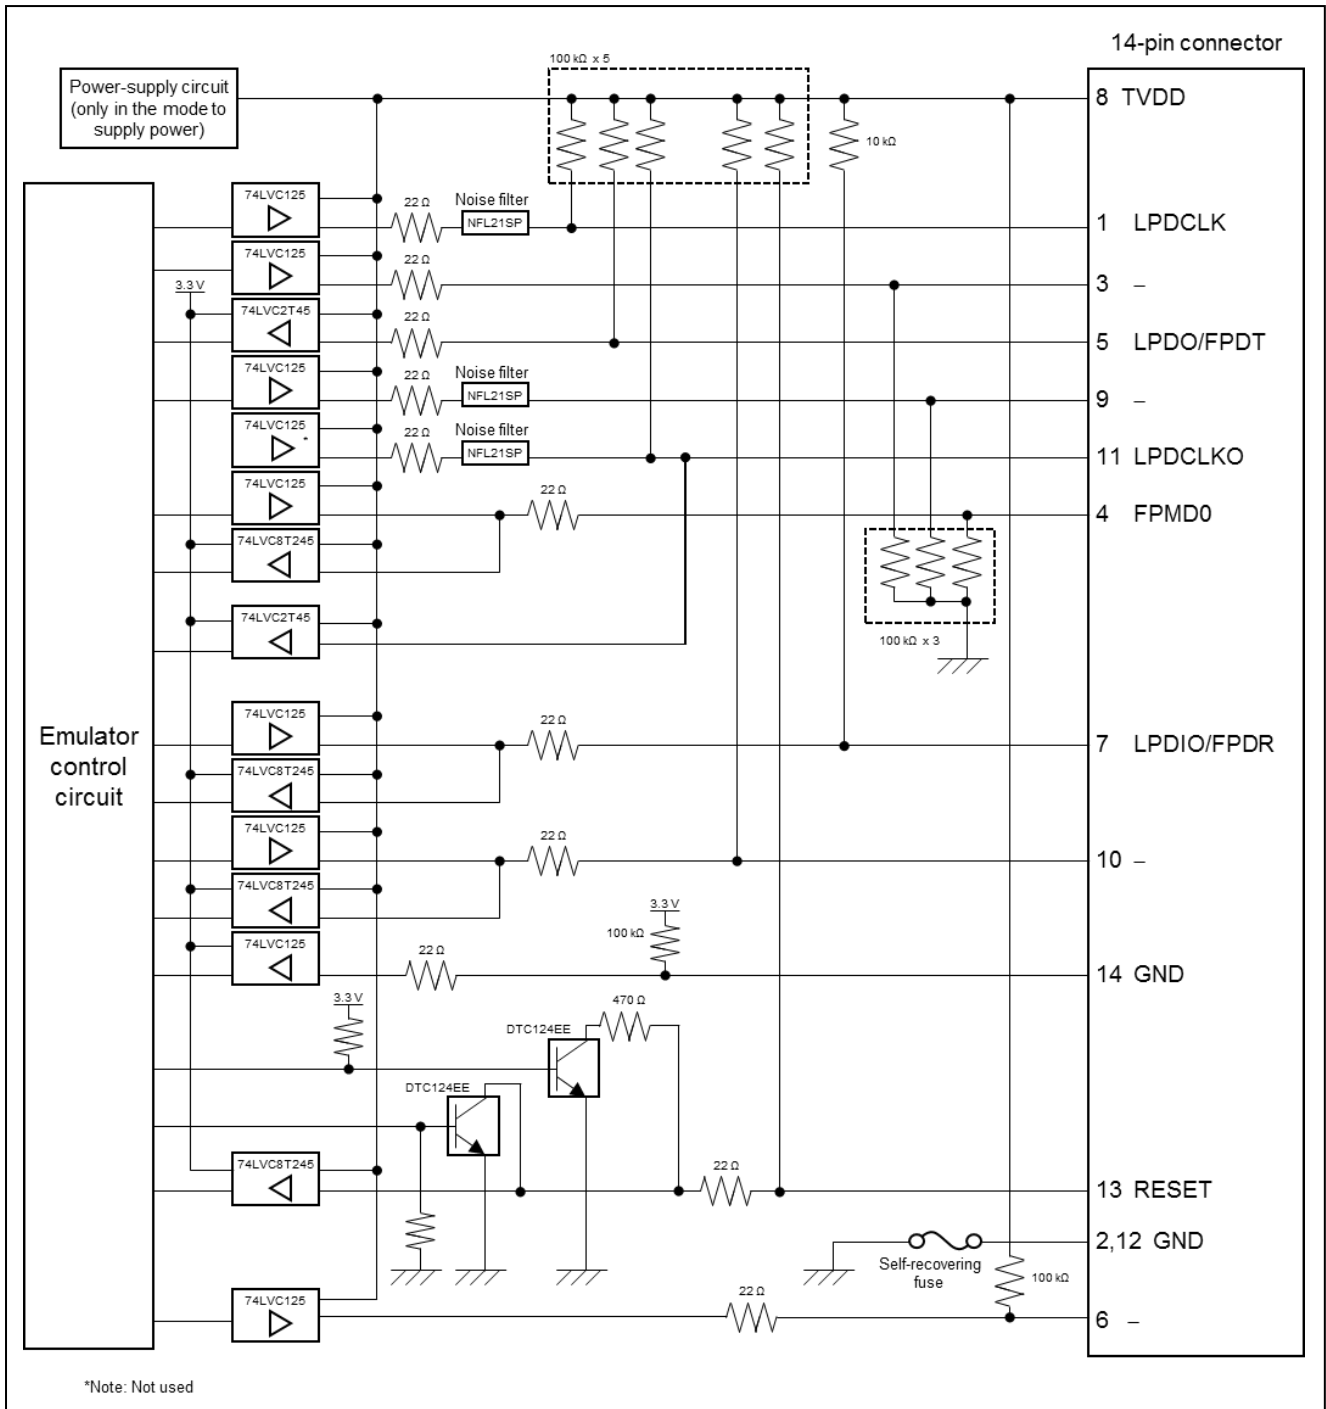 14-pin connector
100 kΩ x 5
Power-supply circuit
(only in the mode to
supply power)
8 TVDD
10 kΩ
74LVC125
22 Ω
Noise filter
NFL21SP
1 LPDCLK
74LVC125
22 Ω
3 –
3.3 V
74LVC2T45
22 Ω
5 LPDO/FPDT
74LVC125
22 Ω
Noise filter
NFL21SP
9 –
74LVC125
*
22 Ω
Noise filter
NFL21SP
11 LPDCLKO
74LVC125
22 Ω
4 FPMD0
74LVC8T245
74LVC2T45
100 kΩ x 3
Emulator
control
circuit
74LVC125
22 Ω
7 LPDIO/FPDR
74LVC8T245
74LVC125
22 Ω
10 –
74LVC8T245
3.3 V
100 kΩ
74LVC125
22 Ω
14 GND
3.3 V
470 Ω
DTC124EE
DTC124EE
74LVC8T245
22 Ω
13 RESET
2,12 GND
Self-recovering
fuse
100 kΩ
74LVC125
22 Ω
6 –
*Note: Not used